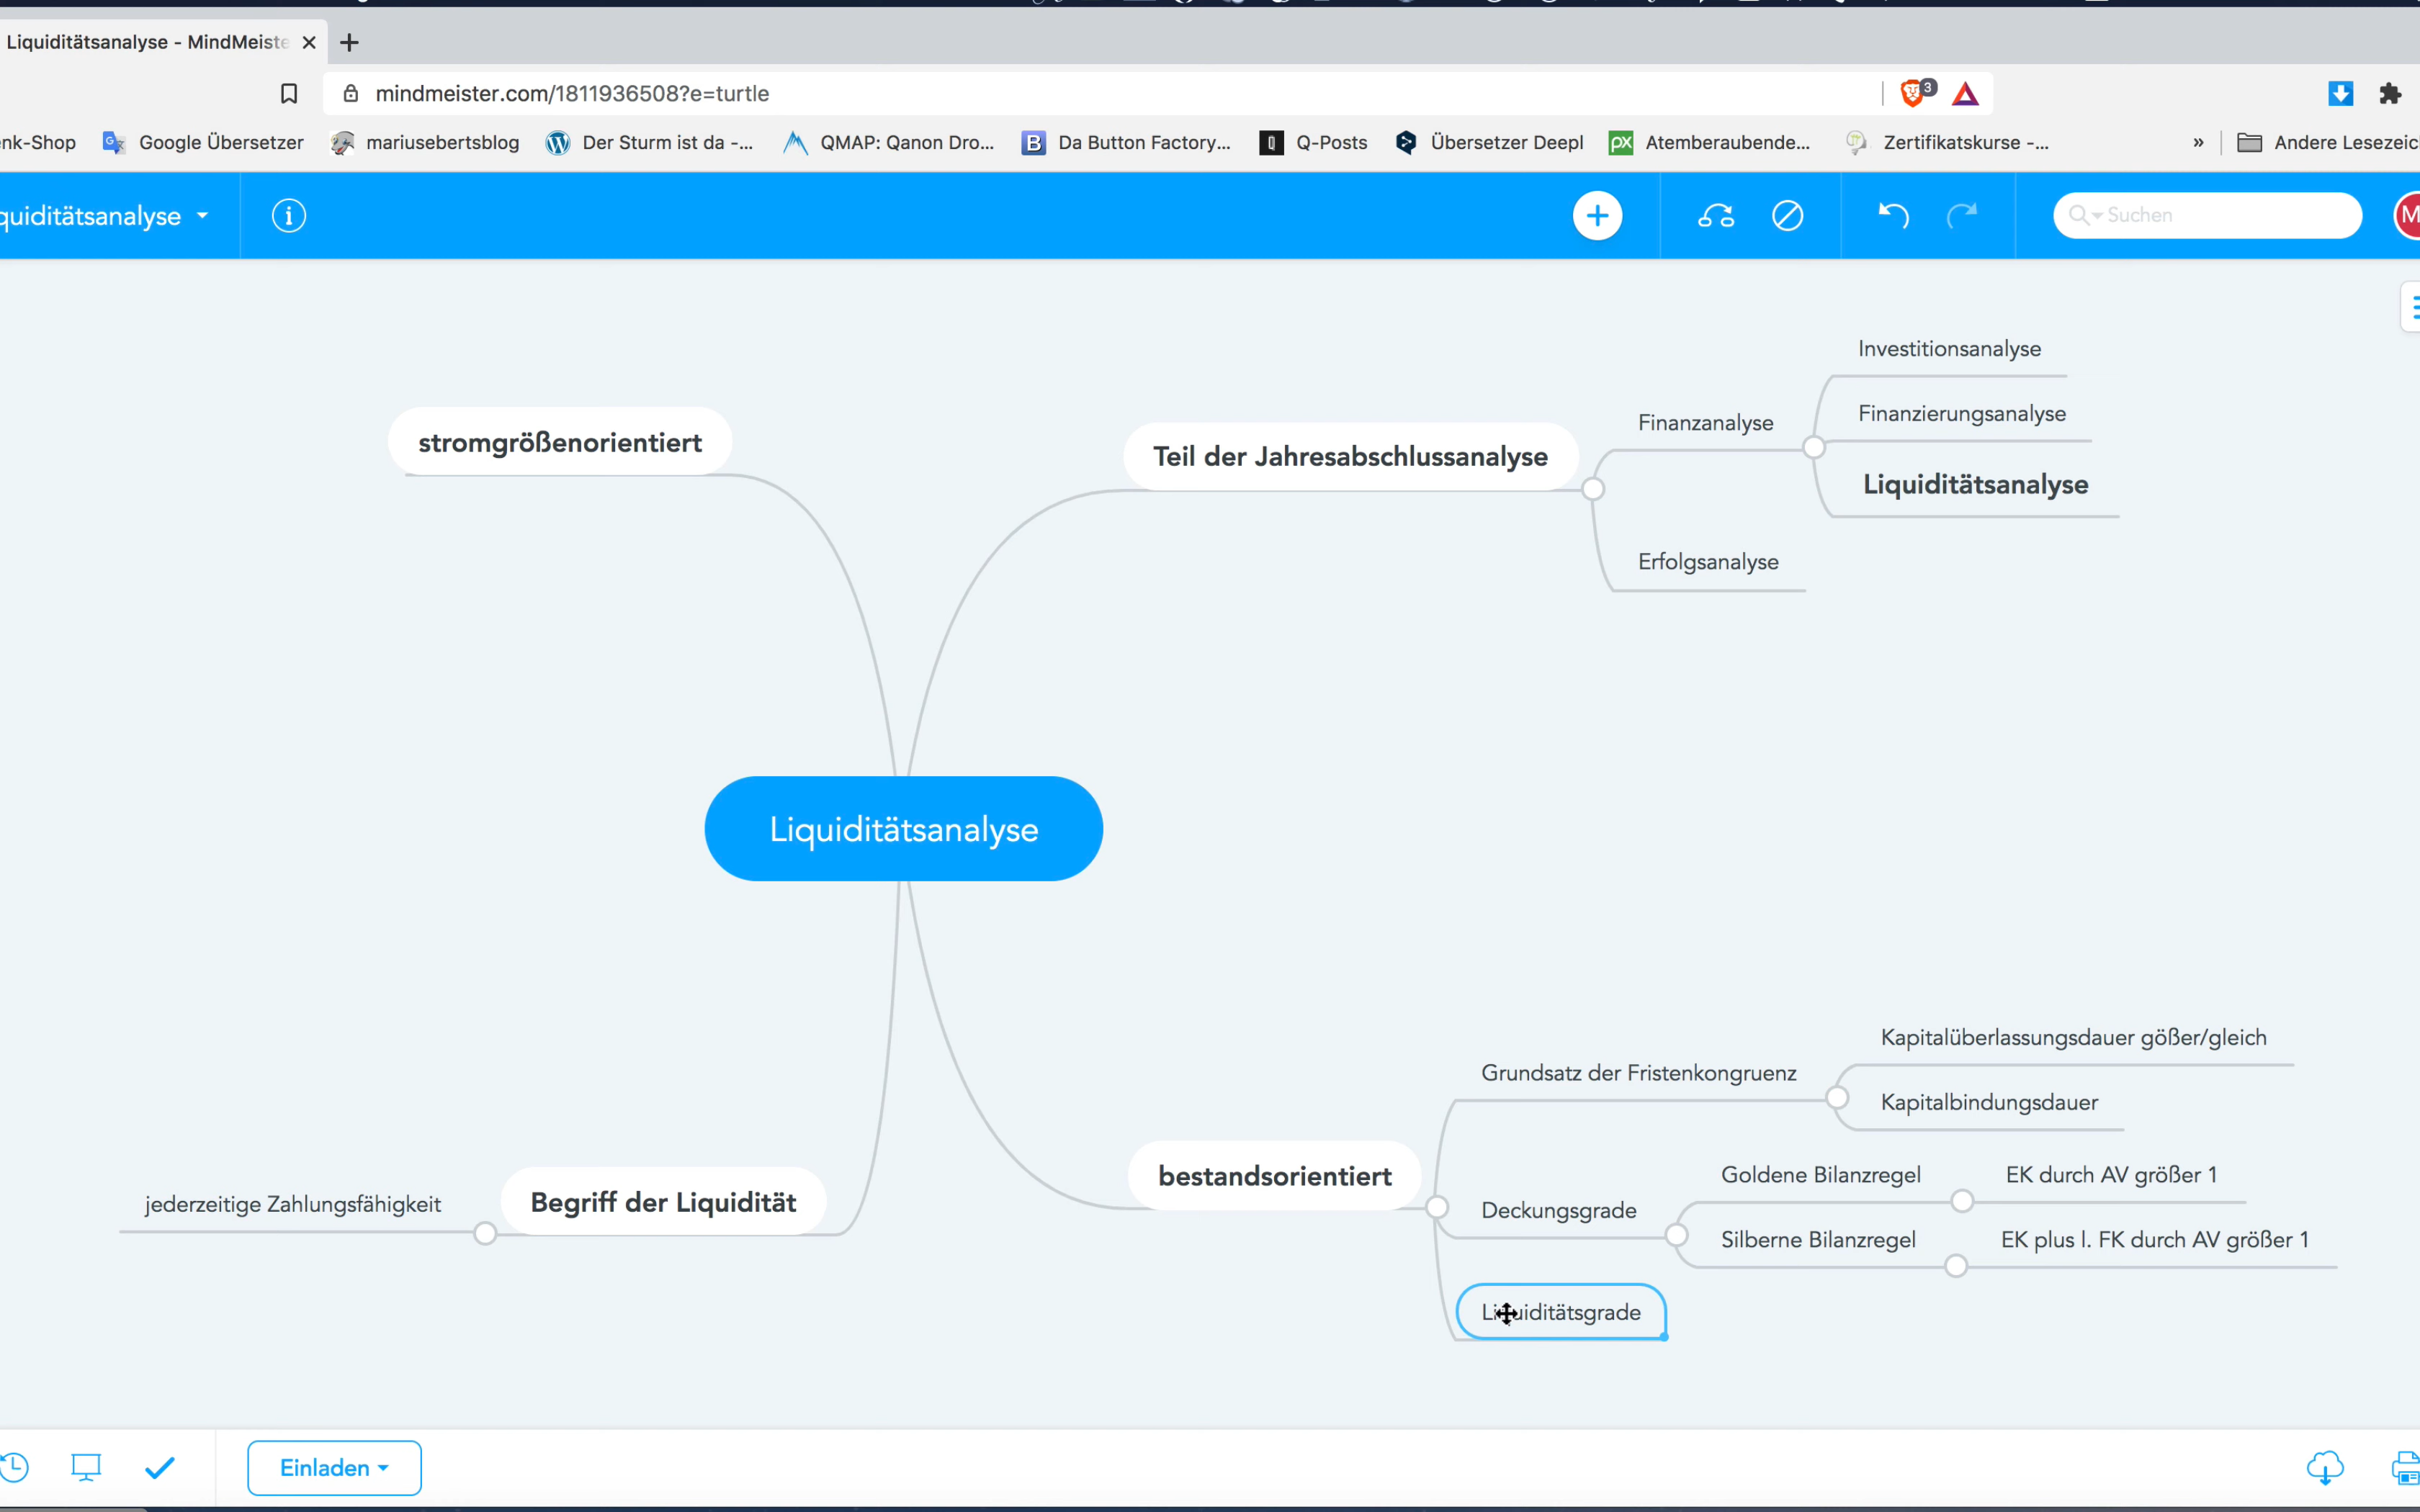 Liquiditätsanalyse - MindMeiste
mindmeister.com/1811936508?e=turtle
3
nk-Shop
Google Übersetzer
mariusebertsblog
Der Sturm ist da -...
QMAP: Qanon Dro...
B
Da Button Factory...
Q-Posts
Übersetzer Deepl
px
Atemberaubende...
Zertifikatskurse -...
»
Andere Lesezeic
quiditätsanalyse
Suchen
M
Investitionsanalyse
Finanzierungsanalyse
Finanzanalyse
stromgrößenorientiert
Teil der Jahresabschlussanalyse
Liquiditätsanalyse
Erfolgsanalyse
Liquiditätsanalyse
Kapitalüberlassungsdauer gößer/gleich
Grundsatz der Fristenkongruenz
Kapitalbindungsdauer
bestandsorientiert
Goldene Bilanzregel
EK durch AV größer 1
jederzeitige Zahlungsfähigkeit
Begriff der Liquidität
Deckungsgrade
Silberne Bilanzregel
EK plus l. FK durch AV größer 1
Liquiditätsgrade
Einladen